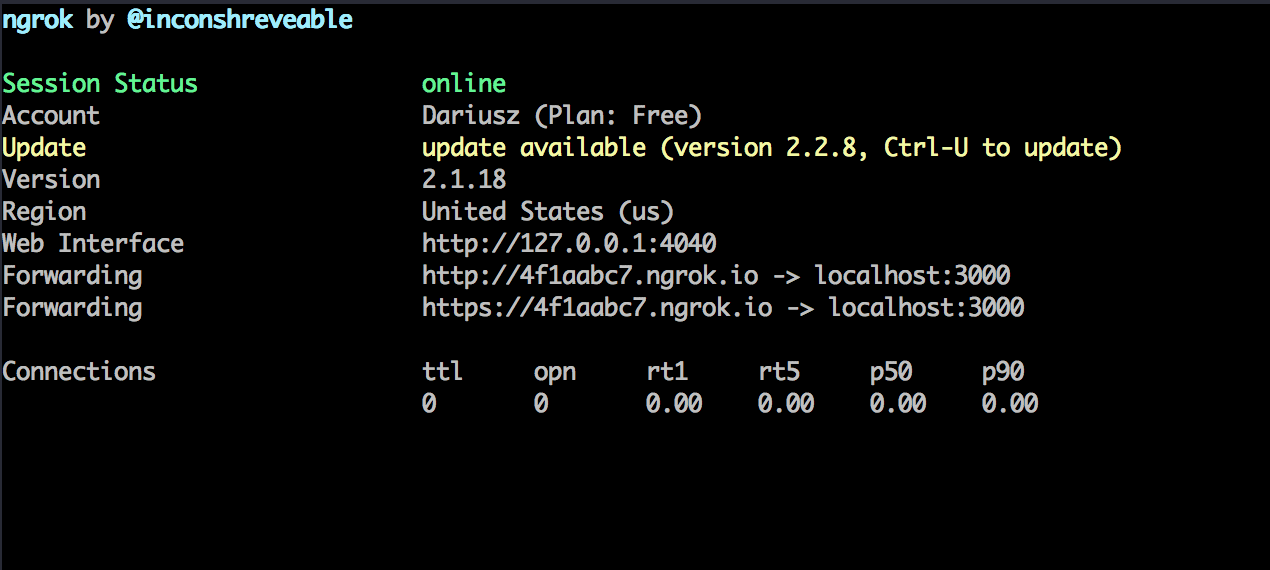 ngrok by @inconshreveable
Session Status online
Account Dariusz (Plan: Free)
Update update available (version 2.2.8, Ctrl-U to update)
Version 2.1.18
Region United States (us)
Web Interface http://127.0.0.1:4040
Forwarding http://4f1aabc7.ngrok.io -> localhost:3000
Forwarding https://4f1aabc7.ngrok.io -> localhost:3000
Connections ttl opn rt1 rt5 p50 p90
0 0 0.00 0.00 0.00 0.00